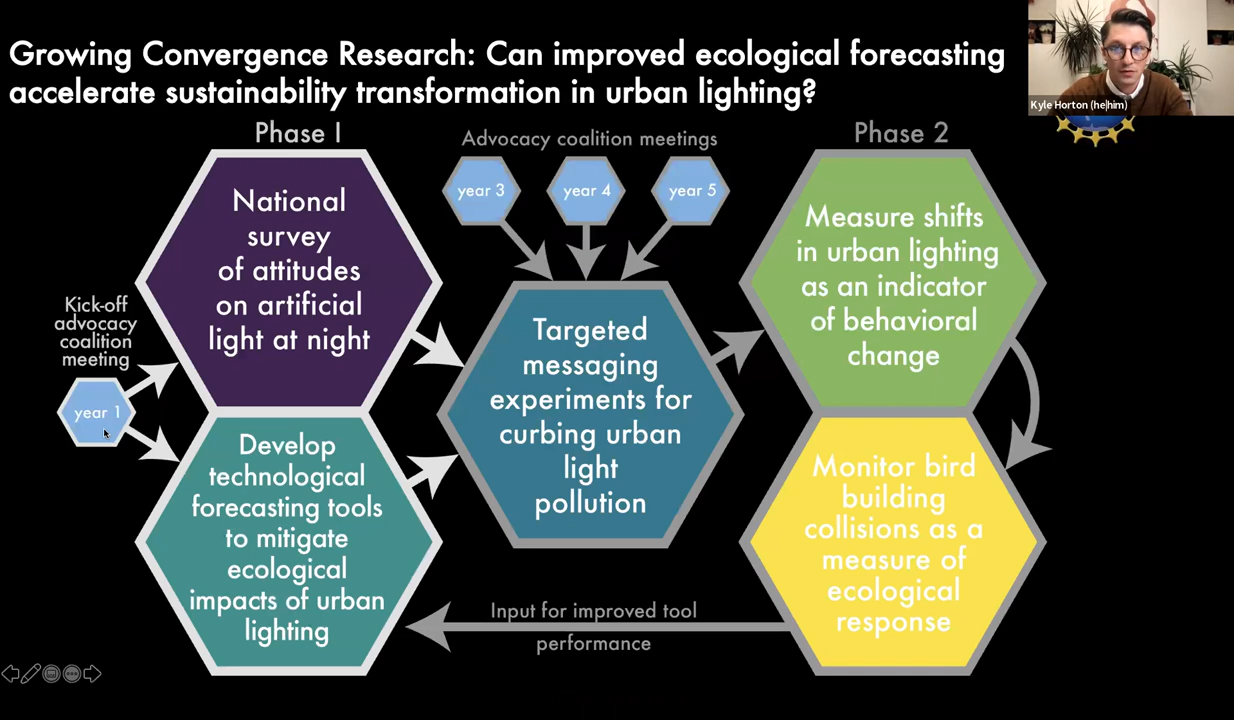 Growing Convergence Research: Can improved ecological forecasting
accelerate sustainability transformation in urban lighting?
Kyle Horton (he|him)
Phase I
Advocacy coalition meetings
Phase 2
year 3
year 4
year 5
National
survey
of attitudes
on artificial
light at night
Measure shifts
in urban lighting
as an indicator
of behavioral
change
Kick-off
advocacy
coalition
meeting
year 1
Targeted
messaging
experiments for
curbing urban
light
pollution
Develop
technological
forecasting tools
to mitigate
ecological
impacts of urban
lighting
Monitor bird
building
collisions as a
measure of
ecological
response
Input for improved tool
performance